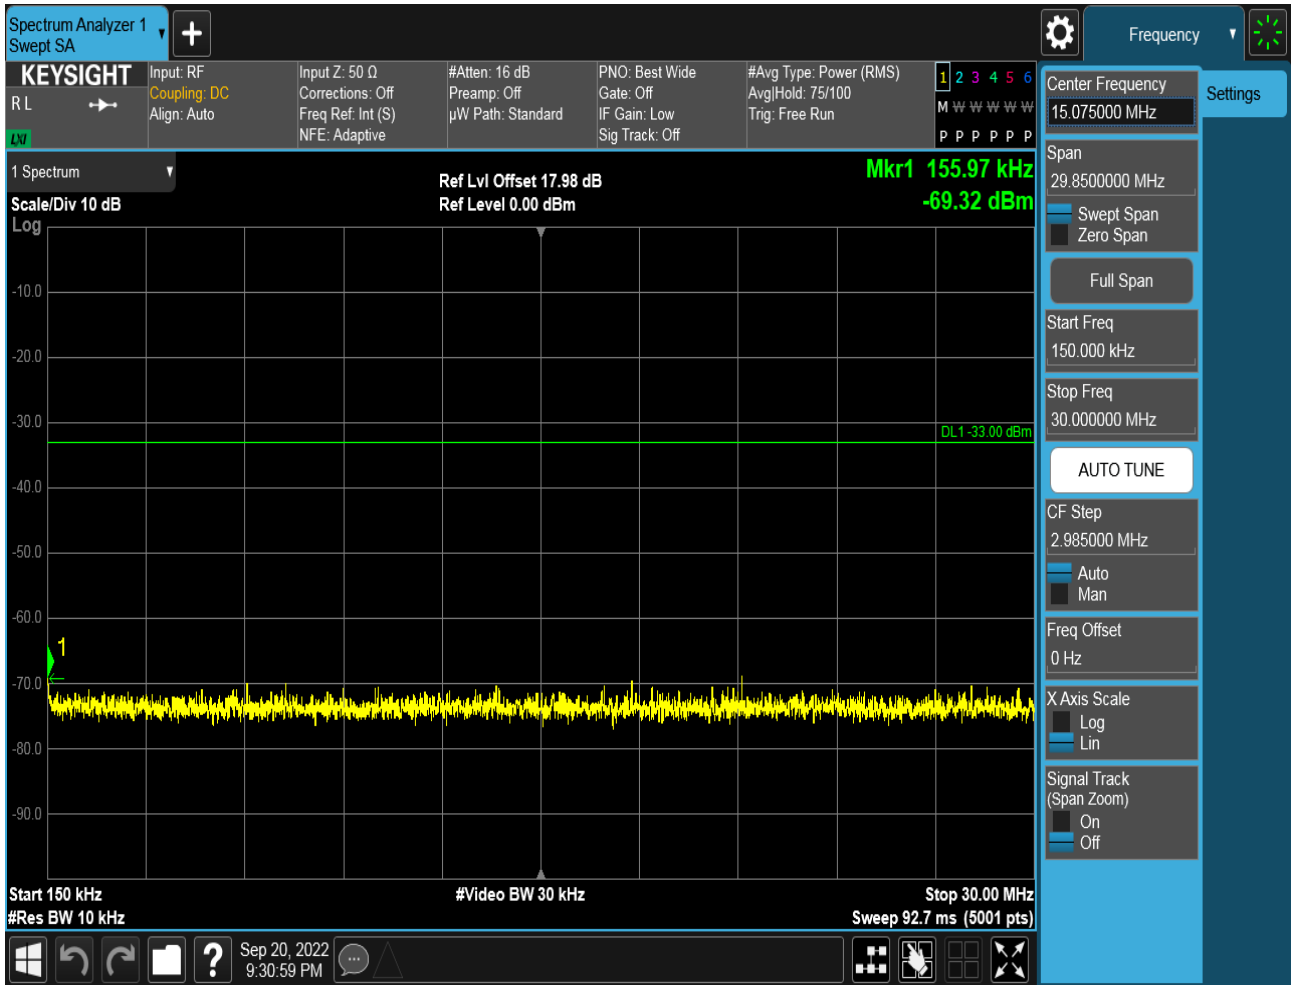 Spectrum Analyzer 1
Swept SA
Frequency
KEYSIGHT
R L
LXI
Input: RF
Coupling: DC
Align: Auto
Input Z: 50 Ω
Corrections: Off
Freq Ref: Int (S)
NFE: Adaptive
#Atten: 16 dB
Preamp: Off
µW Path: Standard
PNO: Best Wide
Gate: Off
IF Gain: Low
Sig Track: Off
#Avg Type: Power (RMS)
Avg|Hold: 75/100
Trig: Free Run
1 2 3 4 5 6
M W W W W W
P P P P P P
1 Spectrum
Scale/Div 10 dB
Log
Ref Lvl Offset 17.98 dB
Ref Level 0.00 dBm
Mkr1 155.97 kHz
-69.32 dBm
-10.0
-20.0
-30.0
DL1 -33.00 dBm
-40.0
-50.0
-60.0
1
-70.0
-80.0
-90.0
Start 150 kHz
#Video BW 30 kHz
Stop 30.00 MHz
#Res BW 10 kHz
Sweep 92.7 ms (5001 pts)
Center Frequency
15.075000 MHz
Settings
Span
29.8500000 MHz
Swept Span
Zero Span
Full Span
Start Freq
150.000 kHz
Stop Freq
30.000000 MHz
AUTO TUNE
CF Step
2.985000 MHz
Auto
Man
Freq Offset
0 Hz
X Axis Scale
Log
Lin
Signal Track
(Span Zoom)
On
Off
?
Sep 20, 2022
9:30:59 PM